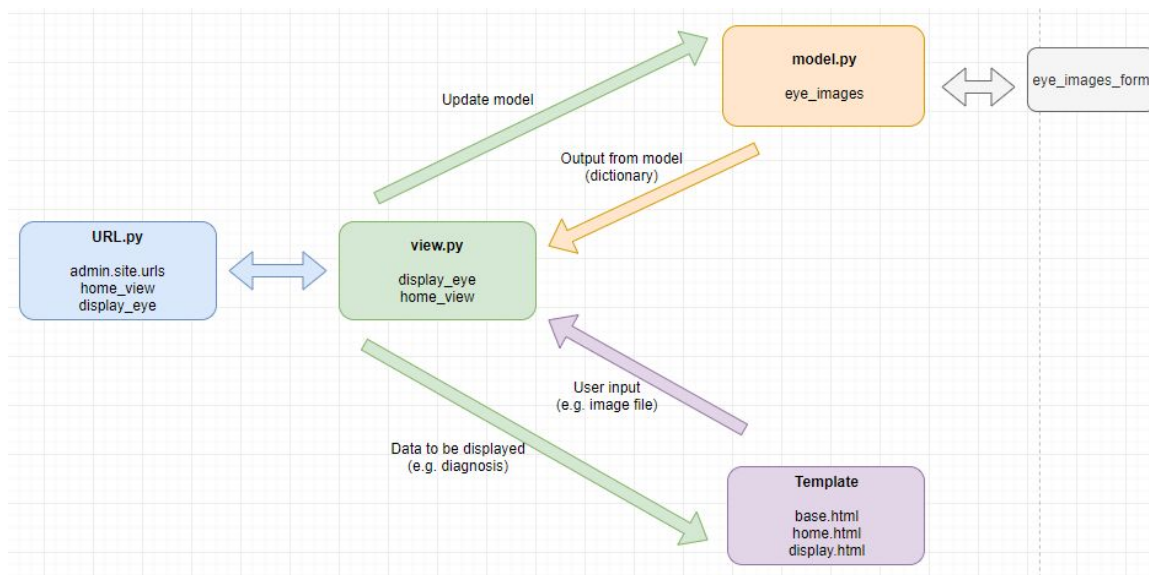 model.py
eye_images
eye_images_form
Update model
Output from model
(dictionary)
URL.py
admin.site.urls
home_view
display_eye
view.py
display_eye
home_view
User input
(e.g. image file)
Data to be displayed
(e.g. diagnosis)
Template
base.html
home.html
display.html